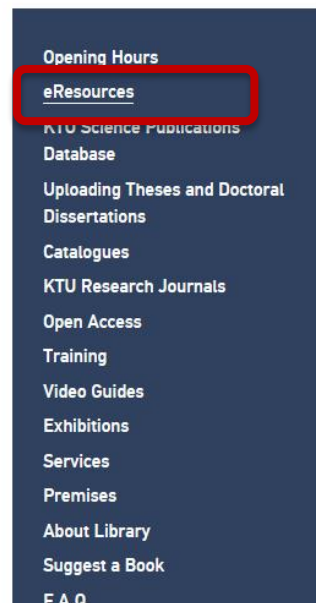 Opening Hours
eResources
KTU Science Publications
Database
Uploading Theses and Doctoral
Dissertations
Catalogues
KTU Research Journals
Open Access
Training
Video Guides
Exhibitions
Services
Premises
About Library
Suggest a Book
F.A.Q.